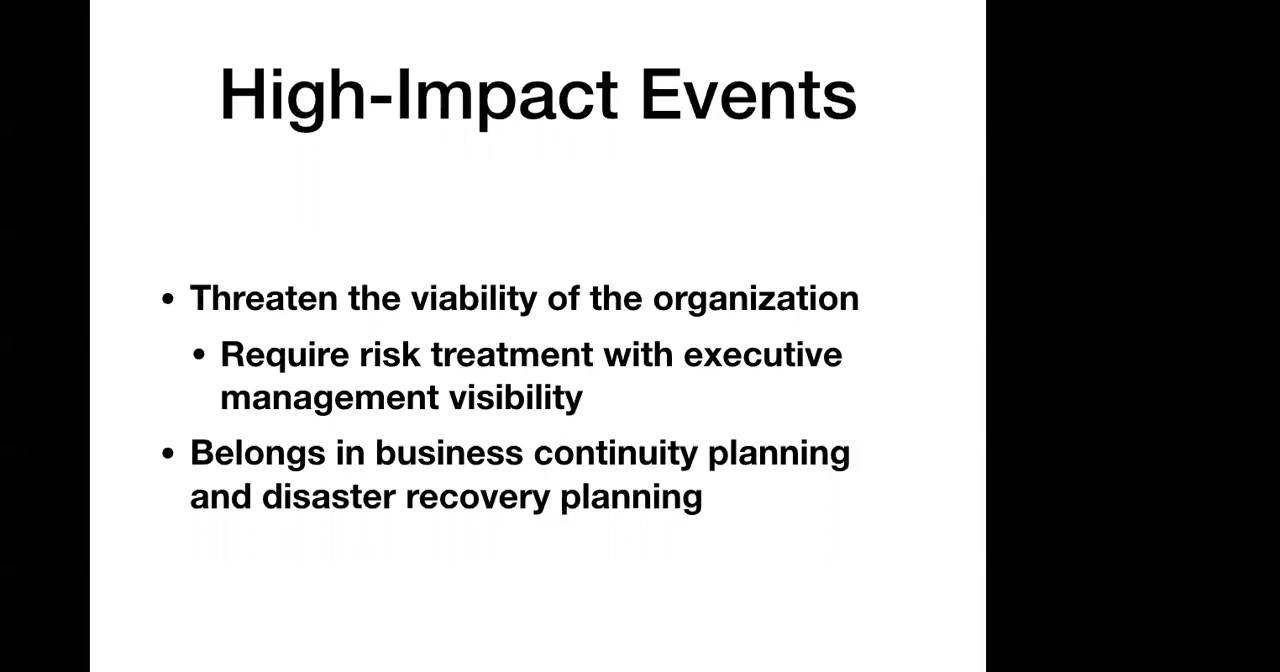 High-Impact Events
• Threaten the viability of the organization
• Require risk treatment with executive
management visibility
• Belongs in business continuity planning
and disaster recovery planning